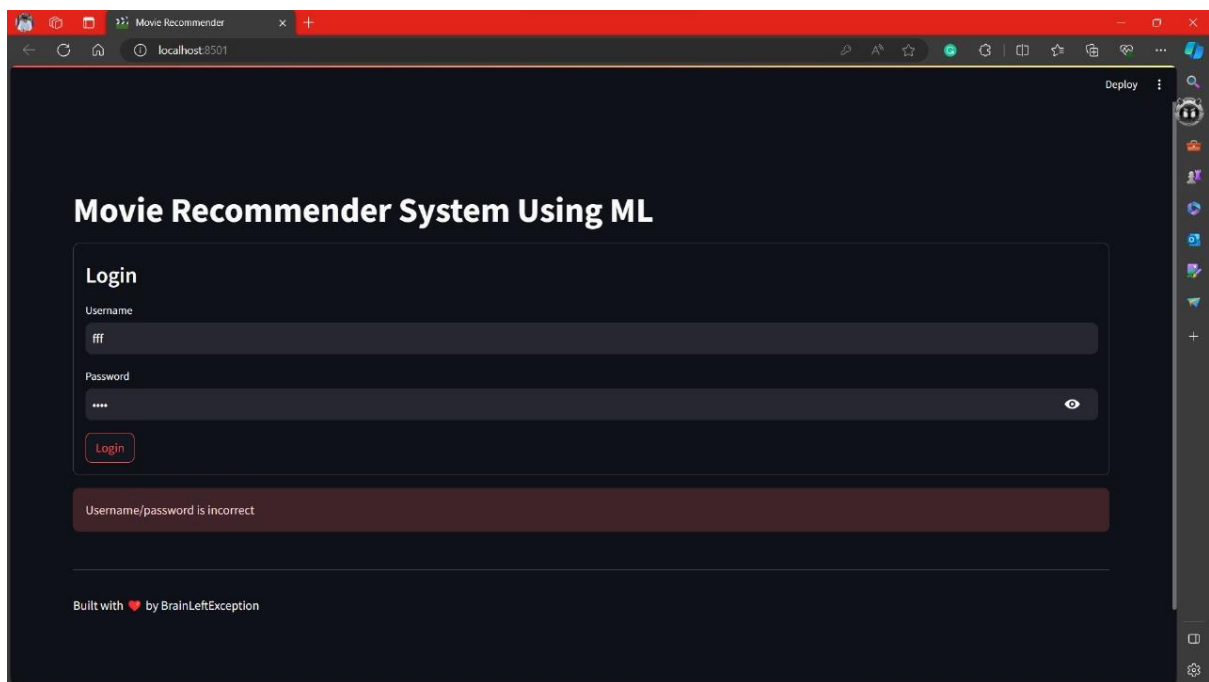 Movie Recommender
localhost:8501
Deploy
Movie Recommender System Using ML
Login
Username
fff
Password
••••
Login
Username/password is incorrect
Built with ❤️ by BrainLeftException